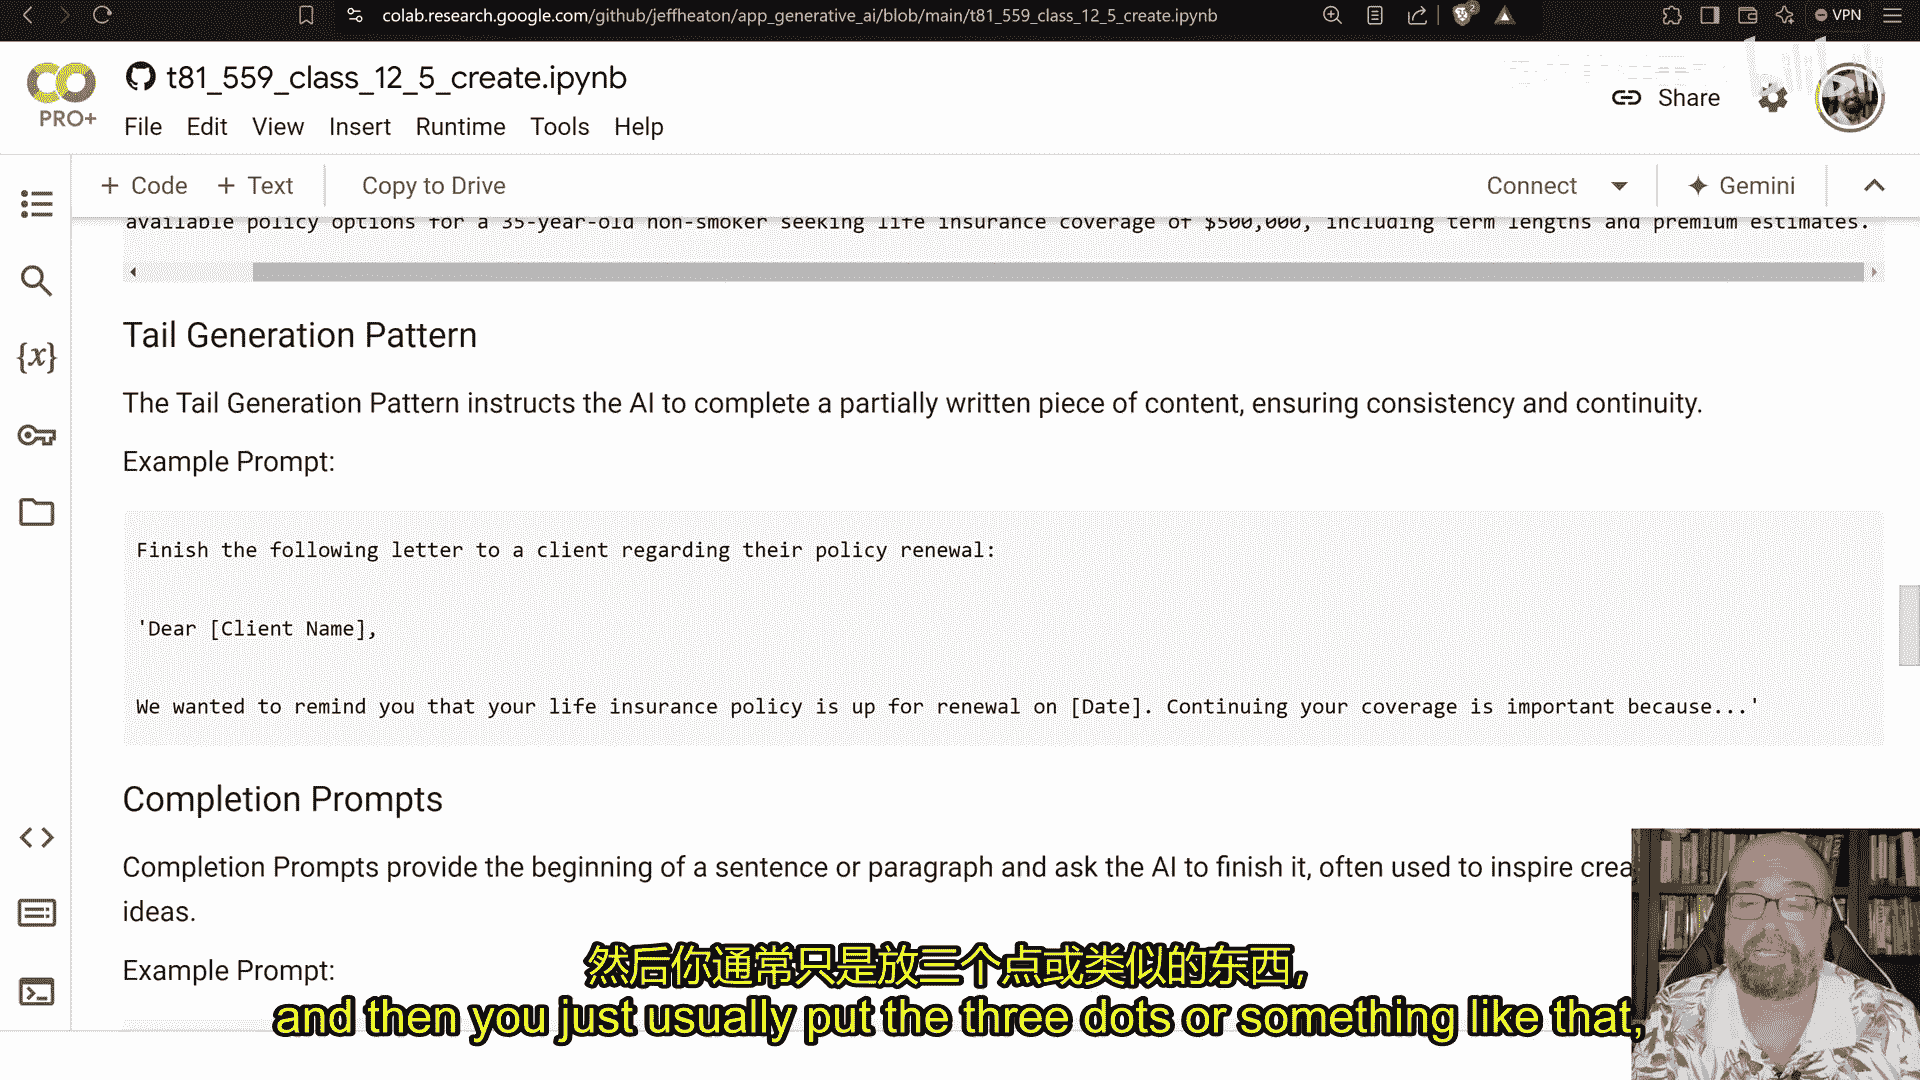 colab.research.google.com/github/jeffheaton/app_generative_ai/blob/main/t81_559_class_12_5_create.ipynb
2
VPN
t81_559_class_12_5_create.ipynb
PRO+
File Edit View Insert Runtime Tools Help
Share
bilibili
+ Code + Text Copy to Drive
Connect
Gemini
available policy options for a 35-year-old non-smoker seeking life insurance coverage of $500,000, including term lengths and premium estimates.
Tail Generation Pattern
The Tail Generation Pattern instructs the AI to complete a partially written piece of content, ensuring consistency and continuity.
Example Prompt:
Finish the following letter to a client regarding their policy renewal:
'Dear [Client Name],
We wanted to remind you that your life insurance policy is up for renewal on [Date]. Continuing your coverage is important because...'
{x}
Completion Prompts
Completion Prompts provide the beginning of a sentence or paragraph and ask the AI to finish it, often used to inspire crea
ideas.
Example Prompt:
然后你通常只是放三个点或类似的东西,
and then you just usually put the three dots or something like that,